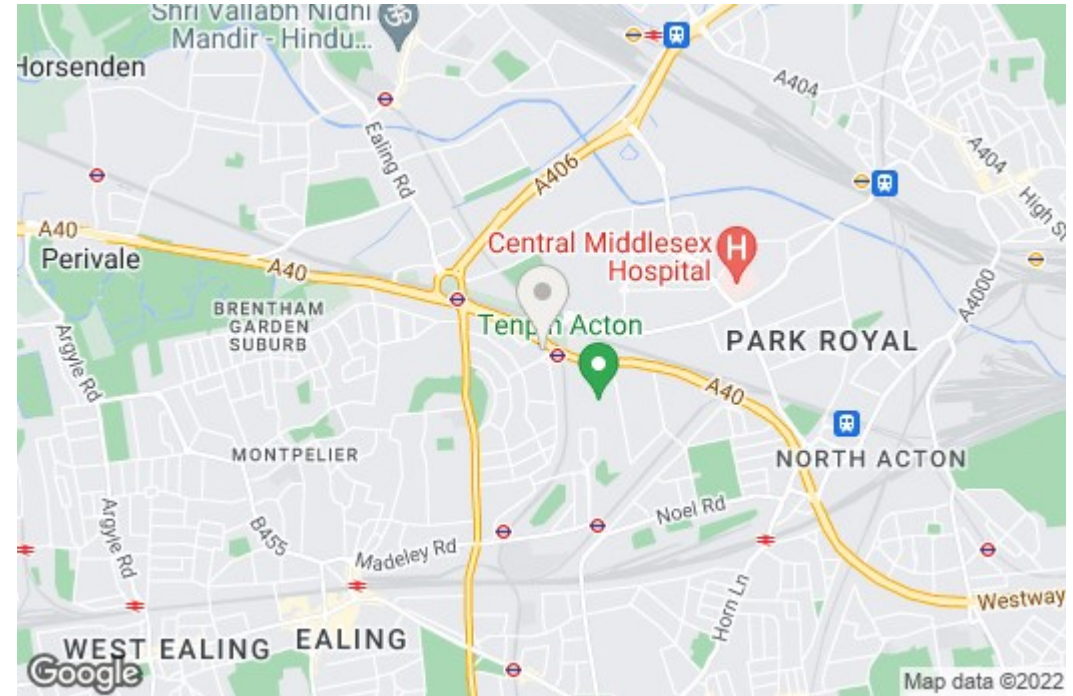 Shri Vallabh Nidhi
Mandir - Hindu...
Horsenden
A404
A404
High St
Ealing Rd
A406
A40
Perivale
A40
Central Middlesex
Hospital
H
A4000
BRENTHAM
GARDEN
SUBURB
Tenpin Acton
PARK ROYAL
Argyle Rd
A40
MONTPELIER
NORTH ACTON
Argyle Rd
B455
Noel Rd
Madeley Rd
Horn Ln
Westway
WEST EALING
EALING
Google
Map data ©2022